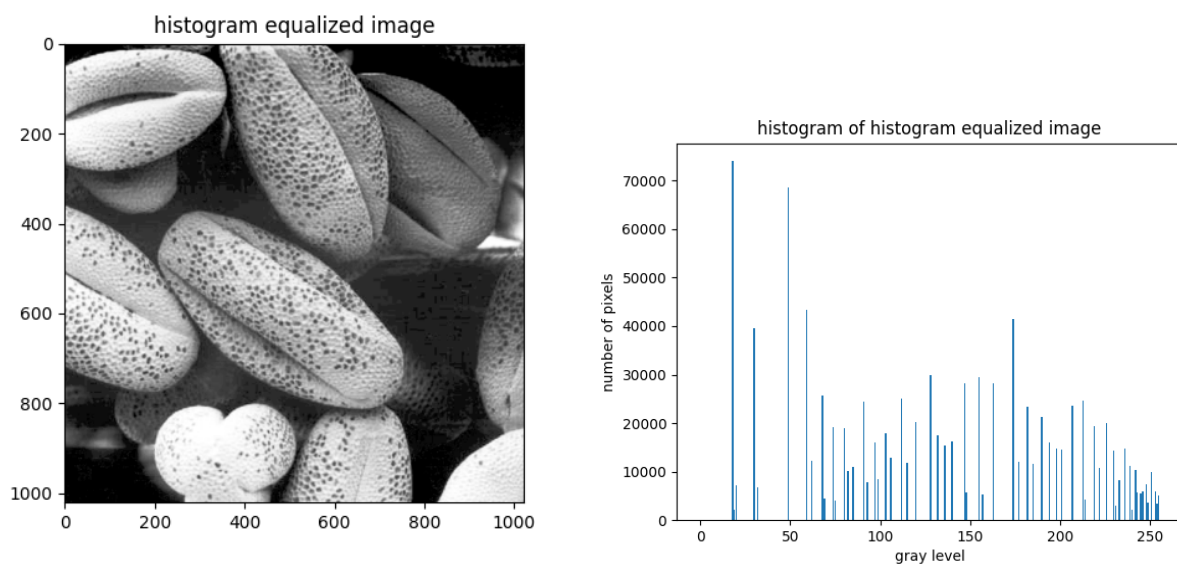 histogram equalized image
0
200
400
600
800
1000
0 200 400 600 800 1000
histogram of histogram equalized image
number of pixels
70000
60000
50000
40000
30000
20000
10000
0
0 50 100 150 200 250
gray level